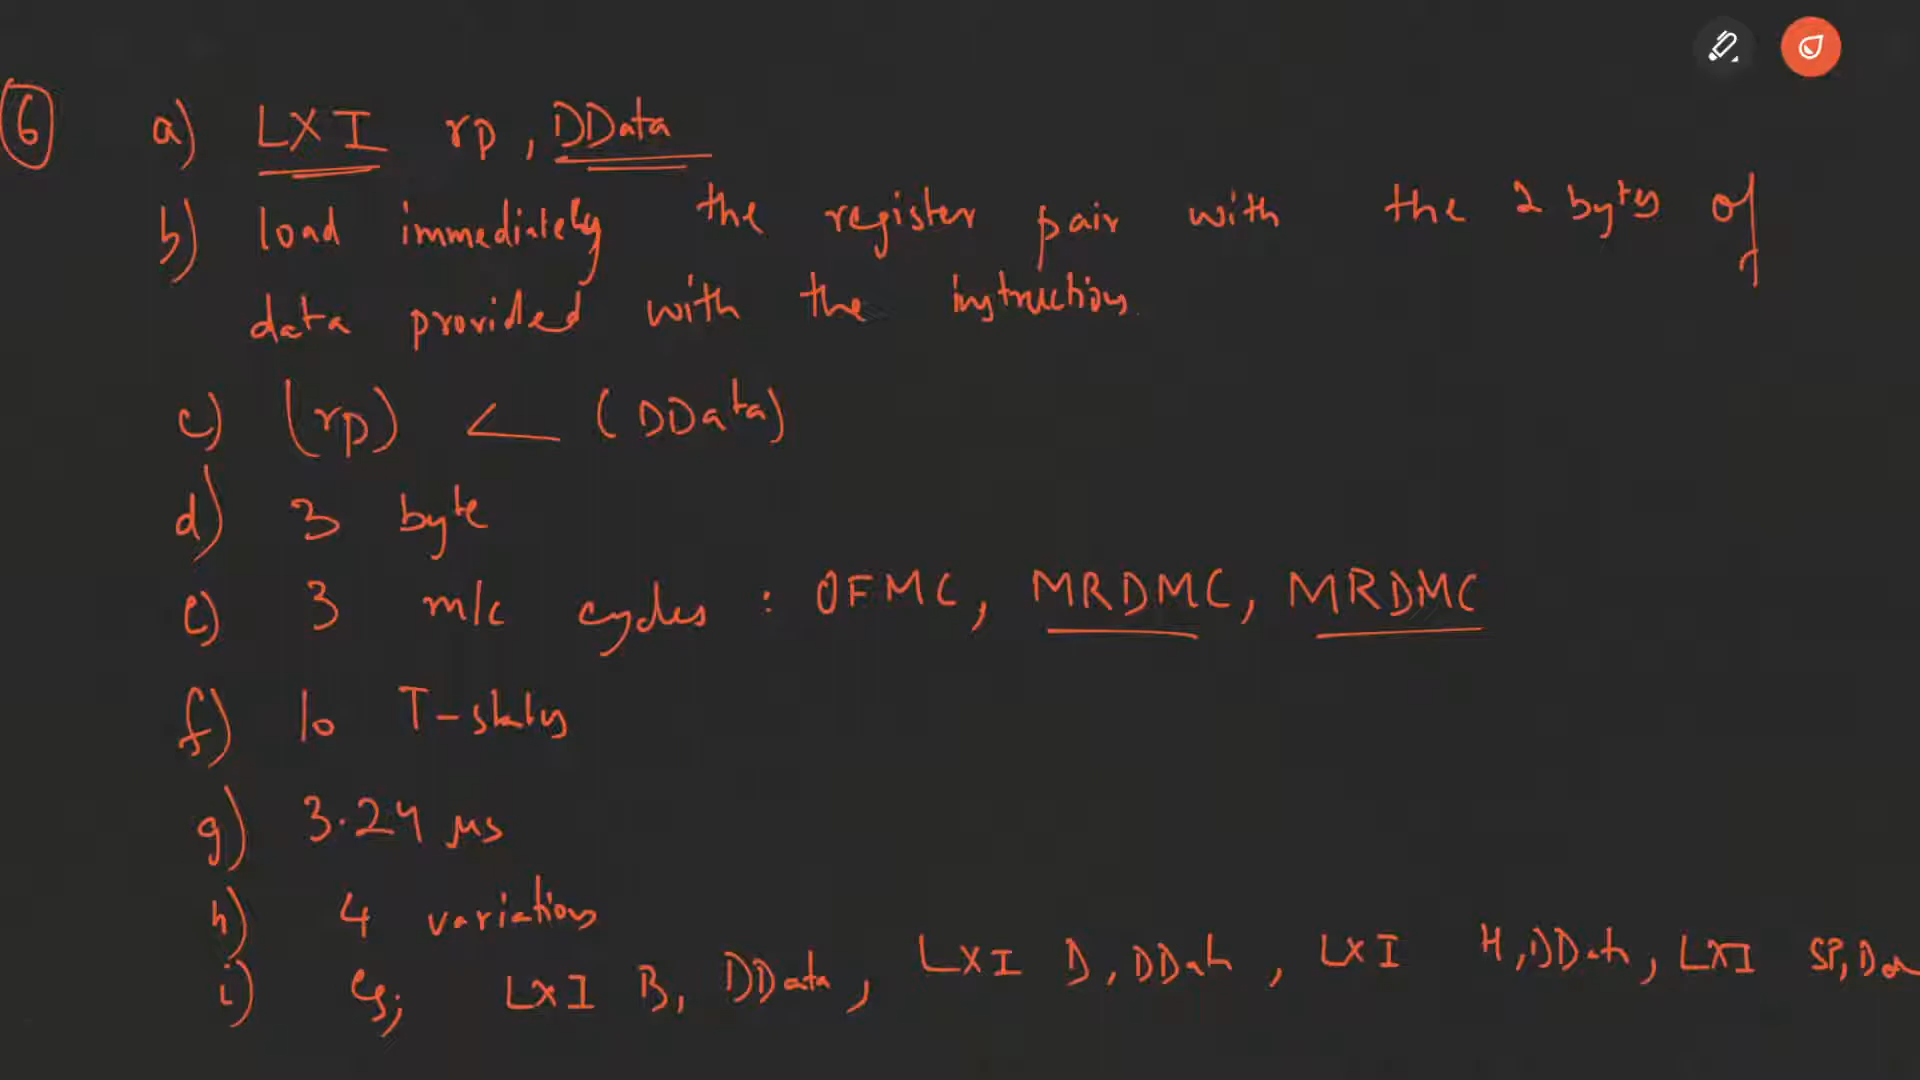 6 a) LXI rp, DData
b) load immediately the register pair with the 2 bytes of
data provided with the instruction.
c) (rp) < (DData)
d) 3 byte
e) 3 m/c cycles : OFMC, MRDMC, MRDMC
f) 10 T-states
g) 3.24 μs
h) 4 variations
i) eg; LXI B, DData, LXI D, DData, LXI H, DData, LXI SP, DDa